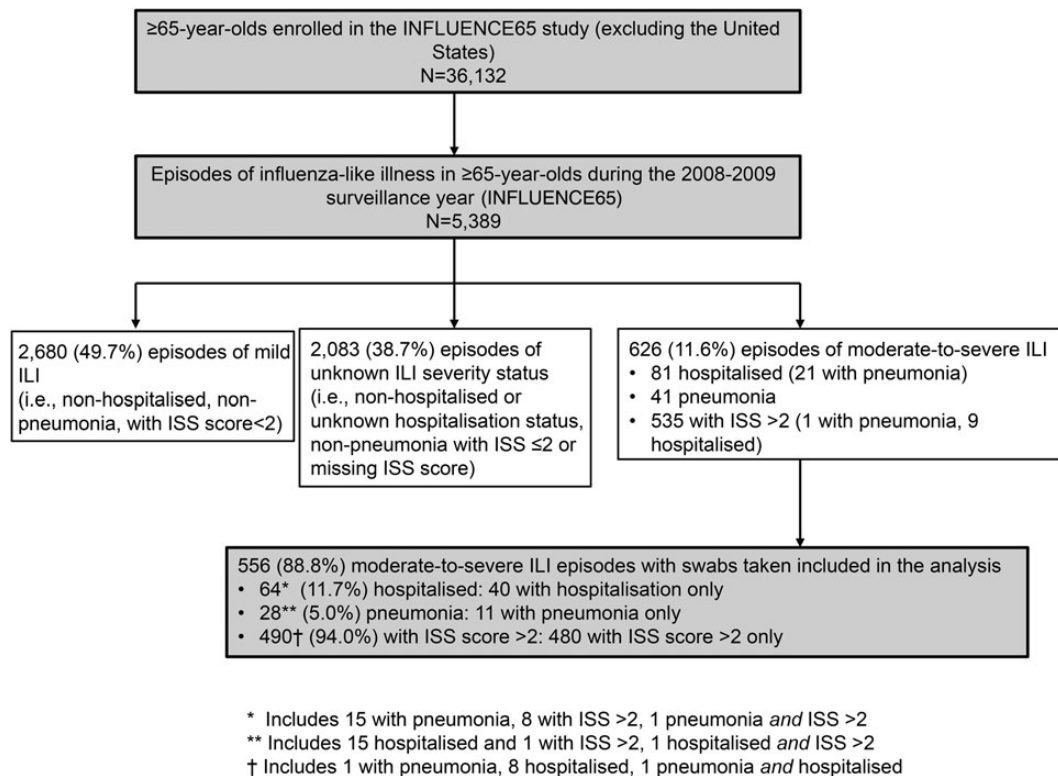 ≥65-year-olds enrolled in the INFLUENCE65 study (excluding the United
States)
N=36,132
Episodes of influenza-like illness in ≥65-year-olds during the 2008-2009
surveillance year (INFLUENCE65)
N=5,389
2,680 (49.7%) episodes of mild
ILI
(i.e., non-hospitalised, non-
pneumonia, with ISS score<2)
2,083 (38.7%) episodes of
unknown ILI severity status
(i.e., non-hospitalised or
unknown hospitalisation status,
non-pneumonia with ISS ≤2 or
missing ISS score)
626 (11.6%) episodes of moderate-to-severe ILI
• 81 hospitalised (21 with pneumonia)
• 41 pneumonia
• 535 with ISS >2 (1 with pneumonia, 9
hospitalised)
556 (88.8%) moderate-to-severe ILI episodes with swabs taken included in the analysis
• 64* (11.7%) hospitalised: 40 with hospitalisation only
• 28** (5.0%) pneumonia: 11 with pneumonia only
• 490† (94.0%) with ISS score >2: 480 with ISS score >2 only
* Includes 15 with pneumonia, 8 with ISS >2, 1 pneumonia and ISS >2
** Includes 15 hospitalised and 1 with ISS >2, 1 hospitalised and ISS >2
† Includes 1 with pneumonia, 8 hospitalised, 1 pneumonia and hospitalised